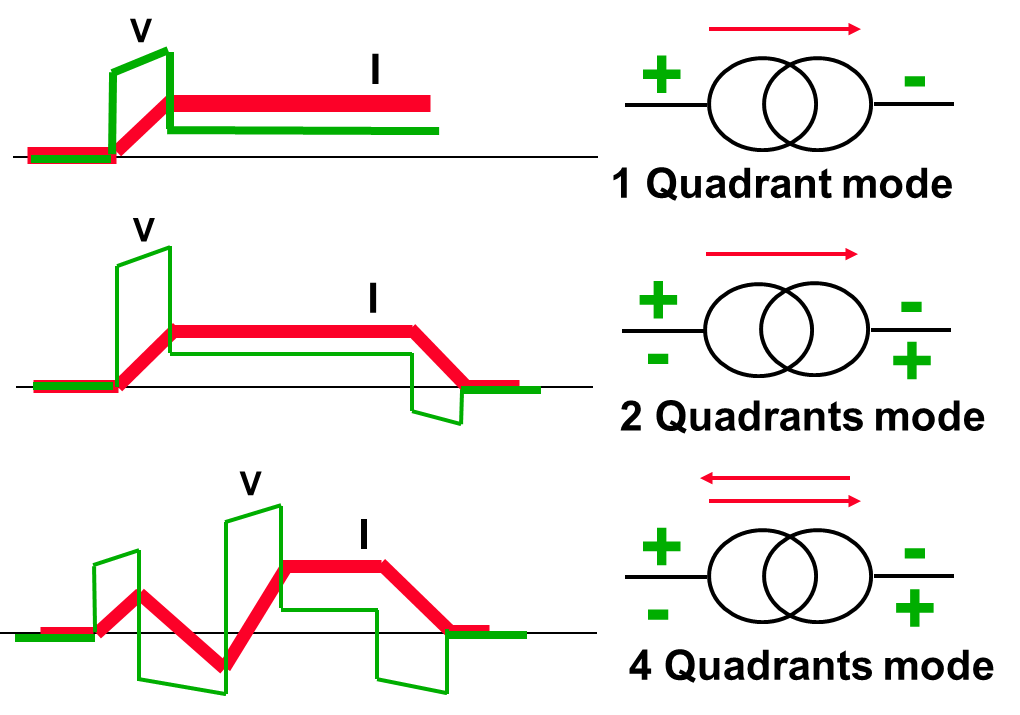 V
I
+ -
1 Quadrant mode
V
I
+ -
- +
2 Quadrants mode
V
I
+ -
- +
4 Quadrants mode